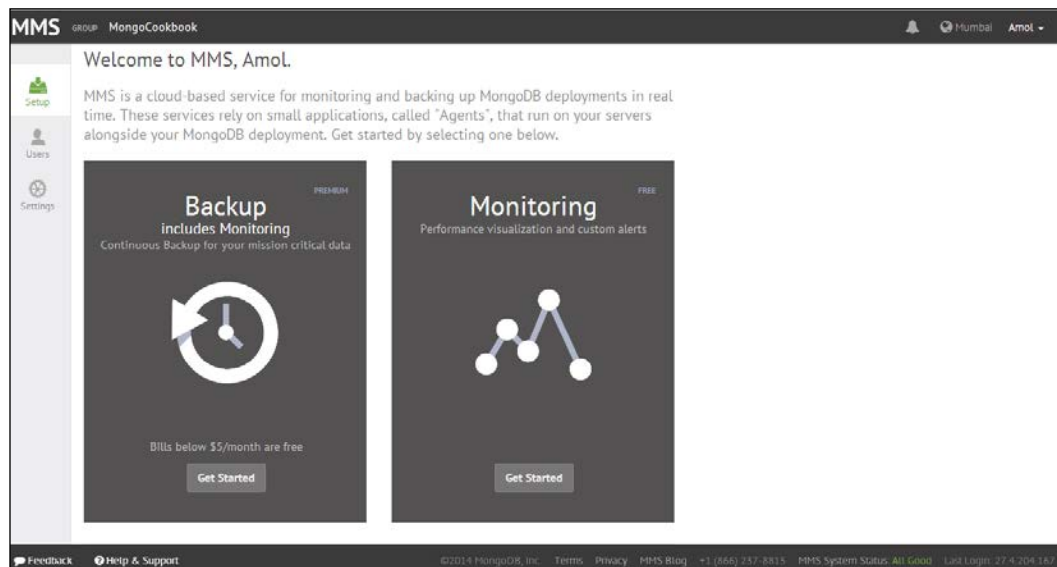 MMS GROUP MongoCookbook Mumbai Amol
Welcome to MMS, Amol.
Setup
MMS is a cloud-based service for monitoring and backing up MongoDB deployments in real
time. These services rely on small applications, called "Agents", that run on your servers
alongside your MongoDB deployment. Get started by selecting one below.
Users
Settings
PREMIUM
Backup
includes Monitoring
Continuous Backup for your mission critical data
Bills below $5/month are free
Get Started
FREE
Monitoring
Performance visualization and custom alerts
Get Started
Feedback Help & Support ©2014 MongoDB, Inc. Terms Privacy MMS Blog +1 (866) 237-8815 MMS System Status: All Good Last Login: 27.4.204.167